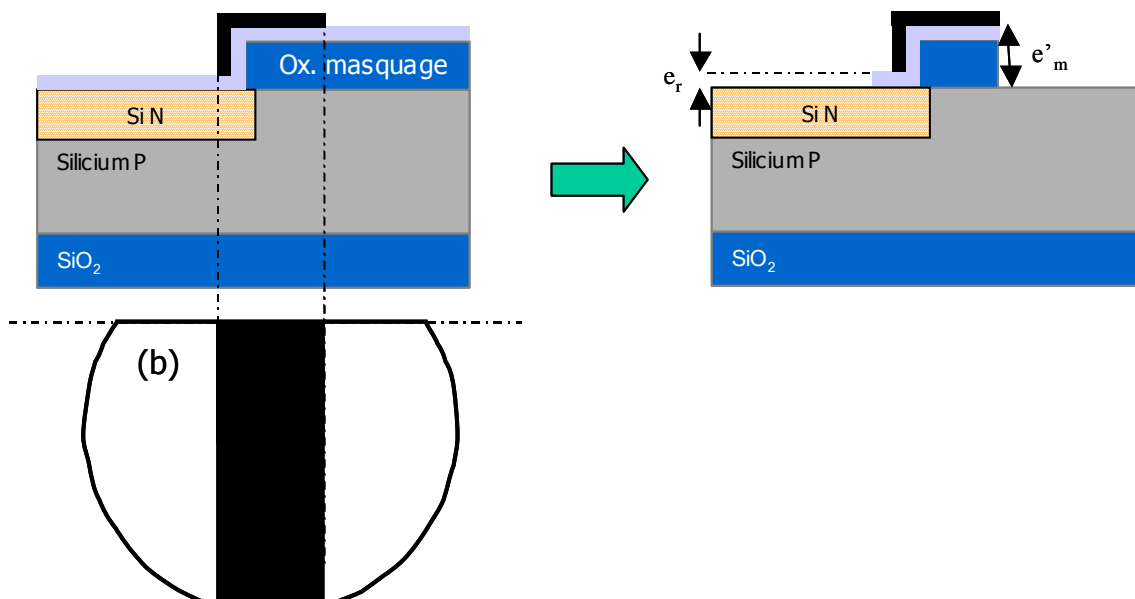 Ox. masquage
Si N
Silicium P
SiO2
(b)
er
e'm
Si N
Silicium P
SiO2